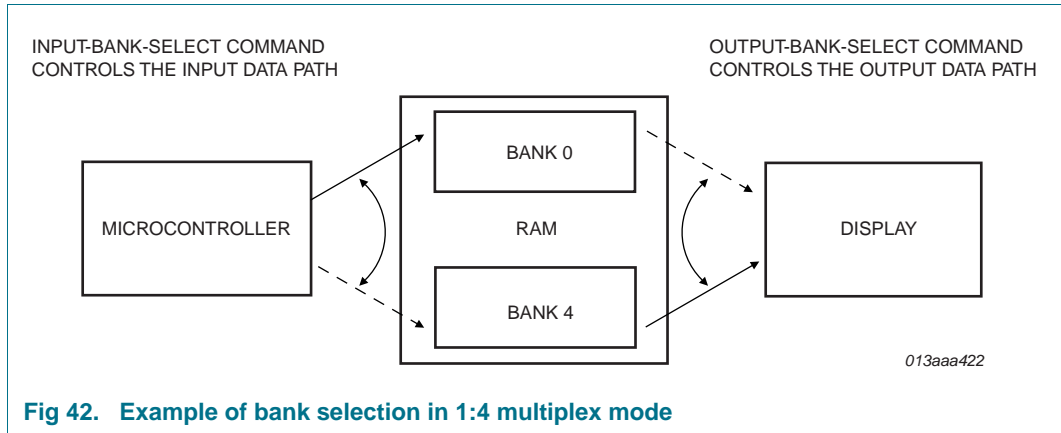 INPUT-BANK-SELECT COMMAND
CONTROLS THE INPUT DATA PATH
OUTPUT-BANK-SELECT COMMAND
CONTROLS THE OUTPUT DATA PATH
BANK 0
MICROCONTROLLER
RAM
DISPLAY
BANK 4
013aaa422
Fig 42. Example of bank selection in 1:4 multiplex mode